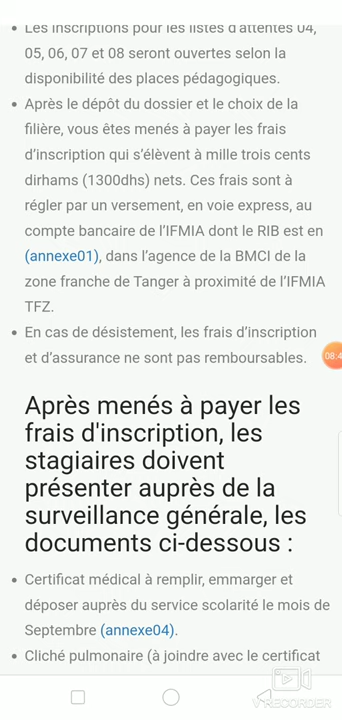 Les inscriptions pour les listes d'attentes 04,
05, 06, 07 et 08 seront ouvertes selon la
disponibilité des places pédagogiques.
Après le dépôt du dossier et le choix de la
filière, vous êtes menés à payer les frais
d'inscription qui s'élèvent à mille trois cents
dirhams (1300dhs) nets. Ces frais sont à
régler par un versement, en voie express, au
compte bancaire de l'IFMIA dont le RIB est en
(annexe01), dans l'agence de la BMCI de la
zone franche de Tanger à proximité de l'IFMIA
TFZ.
En cas de désistement, les frais d'inscription
et d'assurance ne sont pas remboursables.
08:4
Après menés à payer les
frais d'inscription, les
stagiaires doivent
présenter auprès de la
surveillance générale, les
documents ci-dessous :
Certificat médical à remplir, emmarger et
déposer auprès du service scolarité le mois de
Septembre (annexe04).
Cliché pulmonaire (à joindre avec le certificat
V RECORDER